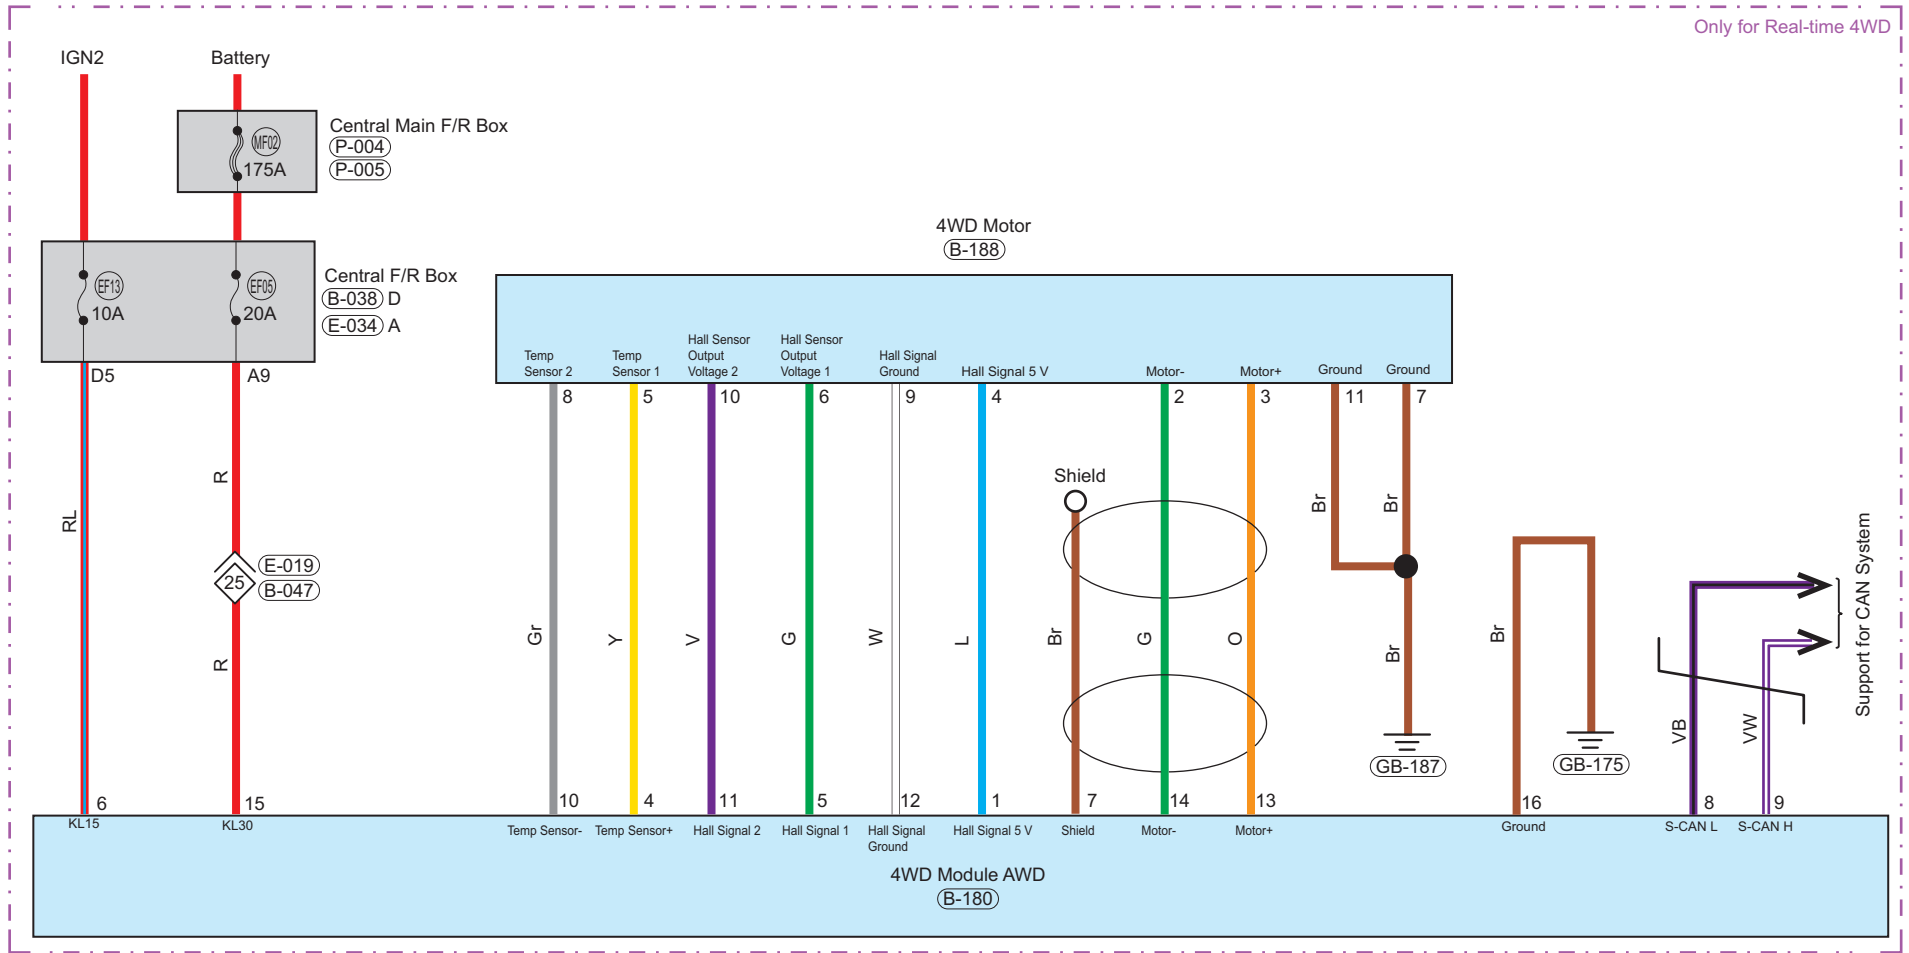 Only for Real-time 4WD
IGN2
Battery
MF02
175A
Central Main F/R Box
P-004
P-005
EF13
10A
EF05
20A
Central F/R Box
B-038 D
E-034 A
D5
A9
RL
R
25
E-019
B-047
R
4WD Motor
B-188
Temp
Sensor 2
Temp
Sensor 1
Hall Sensor
Output
Voltage 2
Hall Sensor
Output
Voltage 1
Hall Signal
Ground
Hall Signal 5 V
Motor-
Motor+
Ground
Ground
8
5
10
6
9
4
2
3
11
7
Shield
Gr
Y
V
G
W
L
Br
G
O
Br
Br
Br
GB-187
Br
GB-175
VB
VW
Support for CAN System
6
15
10
4
11
5
12
1
7
14
13
16
8
9
KL15
KL30
Temp Sensor-
Temp Sensor+
Hall Signal 2
Hall Signal 1
Hall Signal
Ground
Hall Signal 5 V
Shield
Motor-
Motor+
Ground
S-CAN L
S-CAN H
4WD Module AWD
B-180